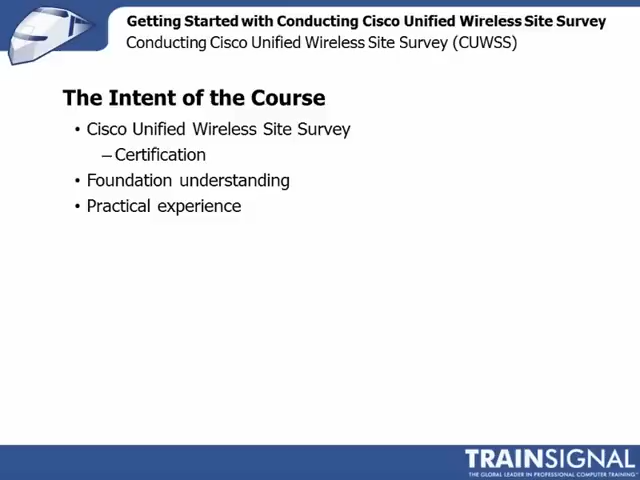 Getting Started with Conducting Cisco Unified Wireless Site Survey
Conducting Cisco Unified Wireless Site Survey (CUWSS)
The Intent of the Course
• Cisco Unified Wireless Site Survey
– Certification
• Foundation understanding
• Practical experience
TRAINSIGNAL
THE GLOBAL LEADER IN PROFESSIONAL COMPUTER TRAINING